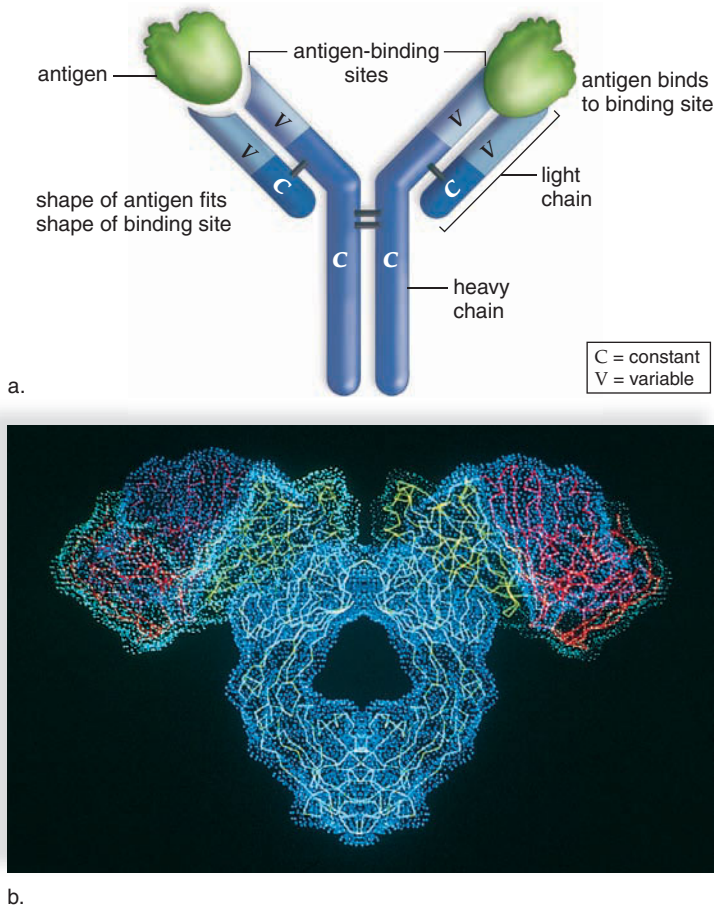 antigen
antigen-binding
sites
antigen binds
to binding site
V
V
V
V
C
C
light
chain
shape of antigen fits
shape of binding site
C
C
heavy
chain
C = constant
V = variable
a.
b.